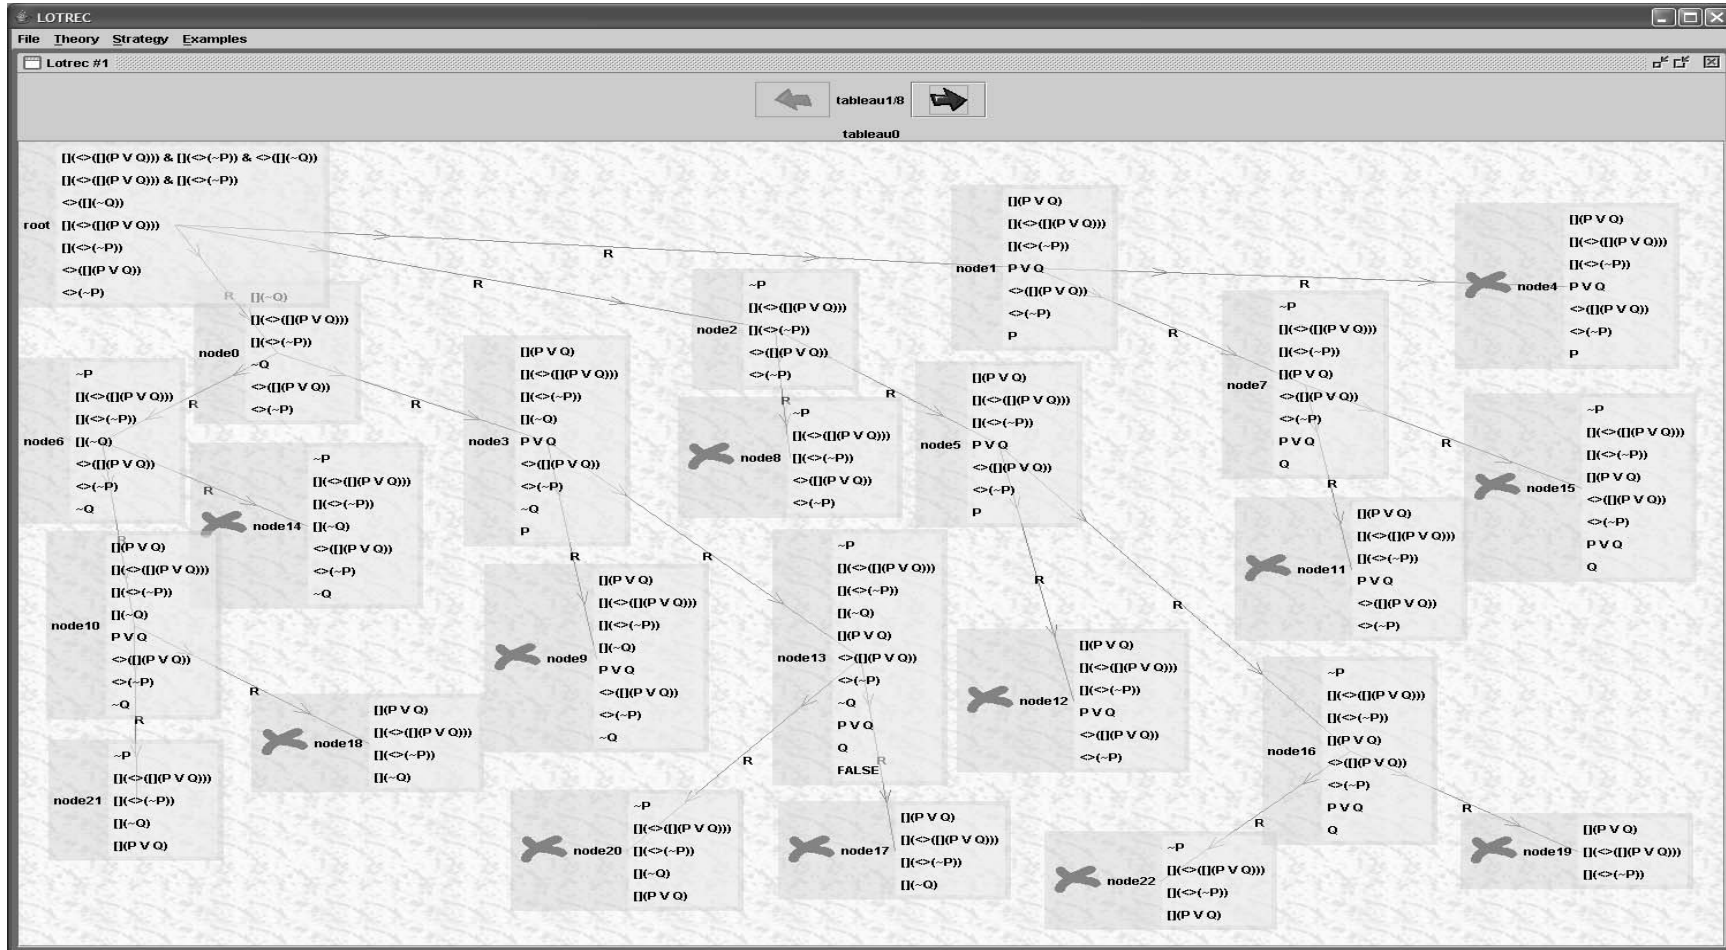 LOTREC
File Theory Strategy Examples
Lotrec #1
tableau1/8
tableau0
root
[](<>([](P V Q))) & [](<>(~P)) & <>([](~Q))
[](<>([](P V Q))) & [](<>(~P))
<>([](~Q))
[](<>([](P V Q)))
[](<>(~P))
<>([](P V Q))
<>(~P)
R
R
R
R
node0
[](~Q)
[](<>([](P V Q)))
[](<>(~P))
~Q
<>([](P V Q))
<>(~P)
R
R
node1
[](P V Q)
[](<>([](P V Q)))
[](<>(~P))
P V Q
<>([](P V Q))
<>(~P)
P
R
node4
[](P V Q)
[](<>([](P V Q)))
[](<>(~P))
P V Q
<>([](P V Q))
<>(~P)
P
node2
~P
[](<>([](P V Q)))
[](<>(~P))
<>([](P V Q))
<>(~P)
R
R
node7
~P
[](<>([](P V Q)))
[](<>(~P))
[](P V Q)
<>([](P V Q))
<>(~P)
P V Q
Q
R
R
node6
~P
[](<>([](P V Q)))
[](<>(~P))
[](~Q)
<>([](P V Q))
<>(~P)
~Q
R
R
node3
[](P V Q)
[](<>([](P V Q)))
[](<>(~P))
[](~Q)
P V Q
<>([](P V Q))
<>(~P)
~Q
P
R
R
node8
~P
[](<>([](P V Q)))
[](<>(~P))
<>([](P V Q))
<>(~P)
node5
[](P V Q)
[](<>([](P V Q)))
[](<>(~P))
P V Q
<>([](P V Q))
<>(~P)
P
R
R
node15
~P
[](<>([](P V Q)))
[](<>(~P))
[](P V Q)
<>([](P V Q))
<>(~P)
P V Q
Q
node14
~P
[](<>([](P V Q)))
[](<>(~P))
[](~Q)
<>([](P V Q))
<>(~P)
~Q
node11
[](P V Q)
[](<>([](P V Q)))
[](<>(~P))
P V Q
<>([](P V Q))
<>(~P)
node10
[](P V Q)
[](<>([](P V Q)))
[](<>(~P))
[](~Q)
P V Q
<>([](P V Q))
<>(~P)
~Q
R
R
node9
[](P V Q)
[](<>([](P V Q)))
[](<>(~P))
[](~Q)
P V Q
<>([](P V Q))
<>(~P)
~Q
node13
~P
[](<>([](P V Q)))
[](<>(~P))
[](~Q)
[](P V Q)
<>([](P V Q))
<>(~P)
~Q
P V Q
Q
FALSE
R
R
node12
[](P V Q)
[](<>([](P V Q)))
[](<>(~P))
P V Q
<>([](P V Q))
<>(~P)
node16
~P
[](<>([](P V Q)))
[](<>(~P))
[](P V Q)
<>([](P V Q))
<>(~P)
P V Q
Q
R
R
node18
[](P V Q)
[](<>([](P V Q)))
[](<>(~P))
[](~Q)
node21
~P
[](<>([](P V Q)))
[](<>(~P))
[](~Q)
[](P V Q)
node20
~P
[](<>([](P V Q)))
[](<>(~P))
[](~Q)
[](P V Q)
node17
[](P V Q)
[](<>([](P V Q)))
[](<>(~P))
[](~Q)
node22
~P
[](<>([](P V Q)))
[](<>(~P))
[](P V Q)
node19
[](P V Q)
[](<>([](P V Q)))
[](<>(~P))